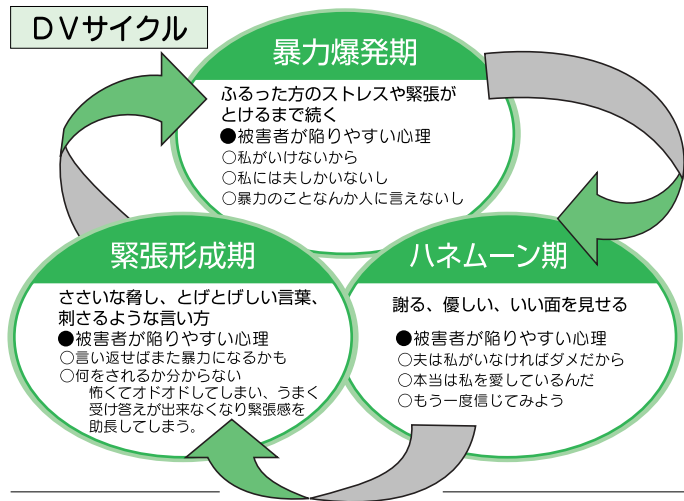 DVサイクル
暴力爆発期
ふるった方のストレスや緊張が
とけるまで続く
●被害者が陥りやすい心理
○私がいけないから
○私には夫しかいないし
○暴力のことなんか人に言えないし
緊張形成期
ささいな脅し、とげとげしい言葉、
刺さるような言い方
●被害者が陥りやすい心理
○言い返せばまた暴力になるかも
○何をされるか分からない
怖くてオドオドしてしまい、うまく
受け答えが出来なくなり緊張感を
助長してしまう。
ハネムーン期
謝る、優しい、いい面を見せる
●被害者が陥りやすい心理
○夫は私がいなければダメだから
○本当は私を愛しているんだ
○もう一度信じてみよう